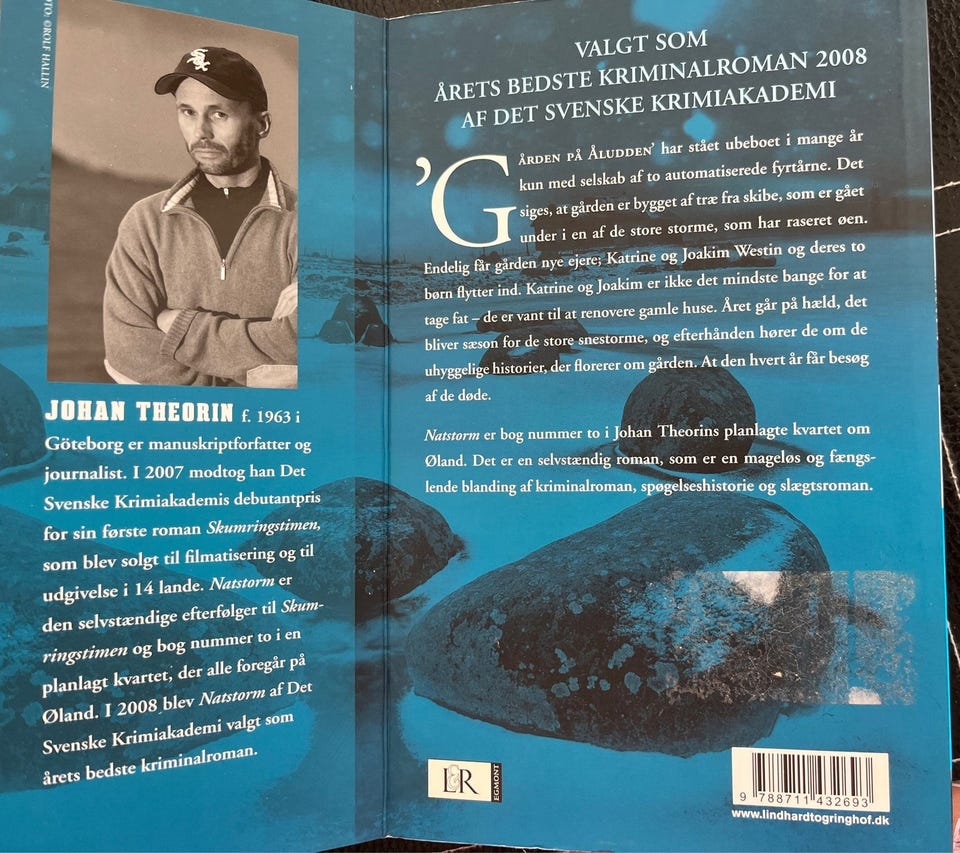 FOTO: ©ROLF HALLIN
JOHAN THEORIN f. 1963 i
Göteborg er manuskriptforfatter og
journalist. I 2007 modtog han Det
Svenske Krimiakademis debutantpris
for sin første roman Skumringstimen,
som blev solgt til filmatisering og til
udgivelse i 14 lande. Natstorm er
den selvstændige efterfølger til Skum-
ringstimen og bog nummer to i en
planlagt kvartet, der alle foregår på
Øland. I 2008 blev Natstorm af Det
Svenske Krimiakademi valgt som
årets bedste kriminalroman.
VALGT SOM
ÅRETS BEDSTE KRIMINALROMAN 2008
AF DET SVENSKE KRIMIAKADEMI
'GÅRDEN PÅ ÅLUDDEN' har stået ubeboet i mange år
kun med selskab af to automatiserede fyrtårne. Det
siges, at gården er bygget af træ fra skibe, som er gået
under i en af de store storme, som har raseret øen.
Endelig får gården nye ejere; Katrine og Joakim Westin og deres to
børn flytter ind. Katrine og Joakim er ikke det mindste bange for at
tage fat – de er vant til at renovere gamle huse. Året går på hæld, det
bliver sæson for de store snestorme, og efterhånden hører de om de
uhyggelige historier, der florerer om gården. At den hvert år får besøg
af de døde.
Natstorm er bog nummer to i Johan Theorins planlagte kvartet om
Øland. Det er en selvstændig roman, som er en mageløs og fængs-
lende blanding af kriminalroman, spøgelseshistorie og slægtsroman.
L&R
EGMONT
9 788711 432693
www.lindhardtogringhof.dk